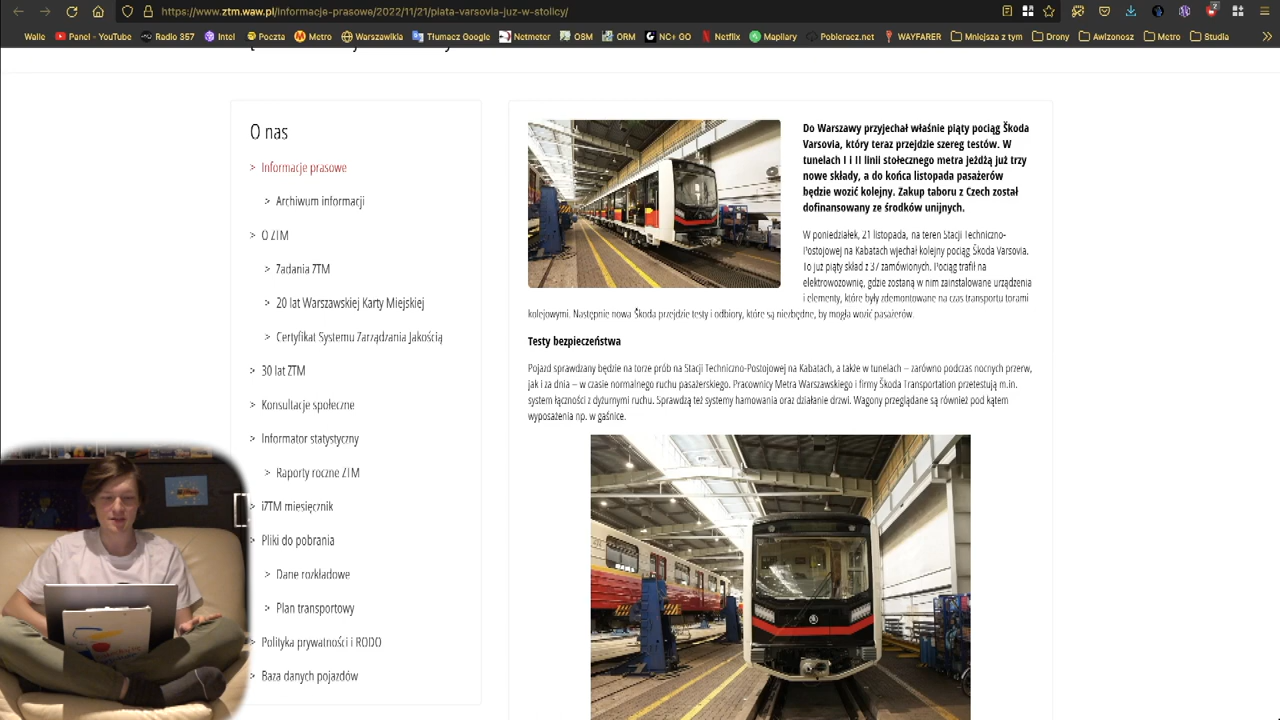 https://www.ztm.waw.pl/informacje-prasowe/2022/11/21/piata-varsovia-juz-w-stolicy/
Walle Panel - YouTube Radio 357 Intel Poczta Metro Warszawikia Tłumacz Google Netmeter OSM ORM NC+ GO Netflix Mapilary Pobieracz.net WAYFARER Mniejsza z tym Drony Awizonosz Metro Studia
O nas
> Informacje prasowe
> Archiwum informacji
> O ZTM
> Zadania ZTM
> 20 lat Warszawskiej Karty Miejskiej
> Certyfikat Systemu Zarządzania Jakością
> 30 lat ZTM
> Konsultacje społeczne
> Informator statystyczny
> Raporty roczne ZTM
> iZTM miesięcznik
> Pliki do pobrania
> Dane rozkładowe
> Plan transportowy
> Polityka prywatności i RODO
> Baza danych pojazdów
Do Warszawy przyjechał właśnie piąty pociąg Škoda
Varsovia, który teraz przejdzie szereg testów. W
tunelach I i II linii stołecznego metra jeżdżą już trzy
nowe składy, a do końca listopada pasażerów
będzie wozić kolejny. Zakup taboru z Czech został
dofinansowany ze środków unijnych.
W poniedziałek, 21 listopada, na teren Stacji Techniczno-
Postojowej na Kabatach wjechał kolejny pociąg Škoda Varsovia.
To już piąty skład z 37 zamówionych. Pociąg trafił na
elektrowozownię, gdzie zostaną w nim zainstalowane urządzenia
i elementy, które były zdemontowane na czas transportu torami
kolejowymi. Następnie nowa Škoda przejdzie testy i odbiory, które są niezbędne, by mogła wozić pasażerów.
Testy bezpieczeństwa
Pojazd sprawdzany będzie na torze prób na Stacji Techniczno-Postojowej na Kabatach, a także w tunelach – zarówno podczas nocnych przerw,
jak i za dnia – w czasie normalnego ruchu pasażerskiego. Pracownicy Metra Warszawskiego i firmy Škoda Transportation przetestują m.in.
system łączności z dyżurnymi ruchu. Sprawdzą też systemy hamowania oraz działanie drzwi. Wagony przeglądane są również pod kątem
wyposażenia np. w gaśnice.